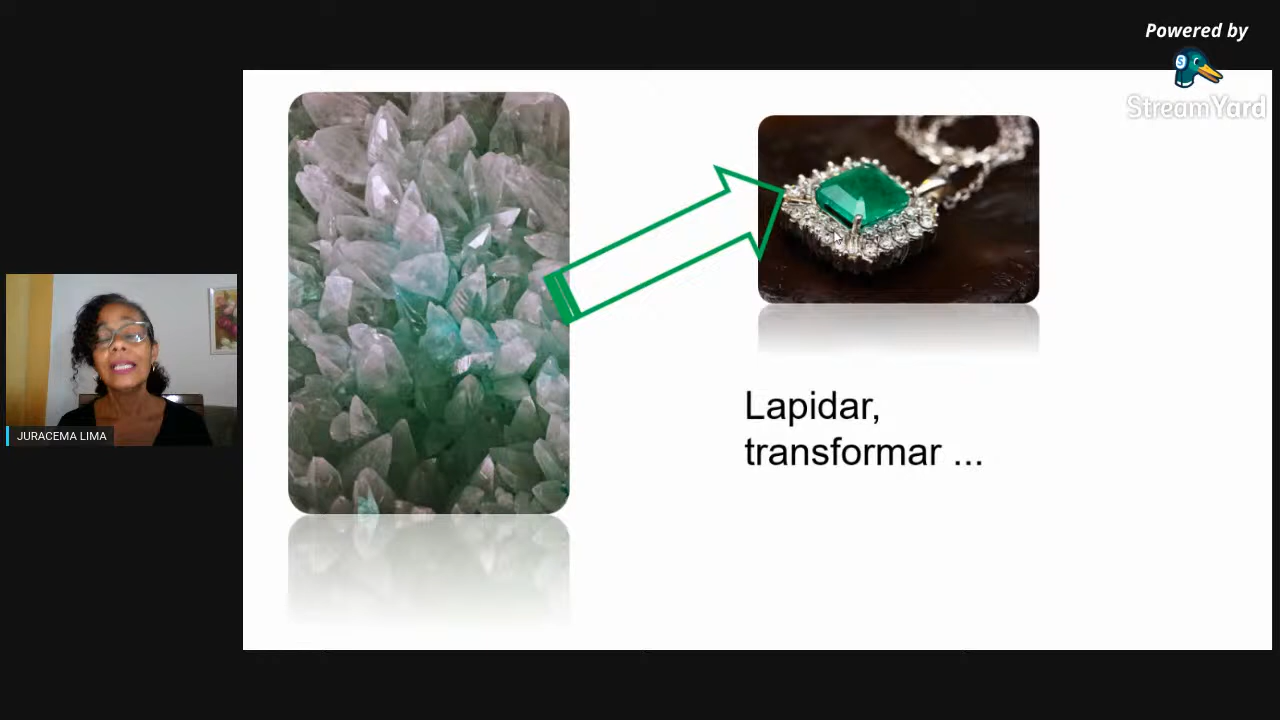 Powered by
StreamYard
JURACEMA LIMA
Lapidar,
transformar ...